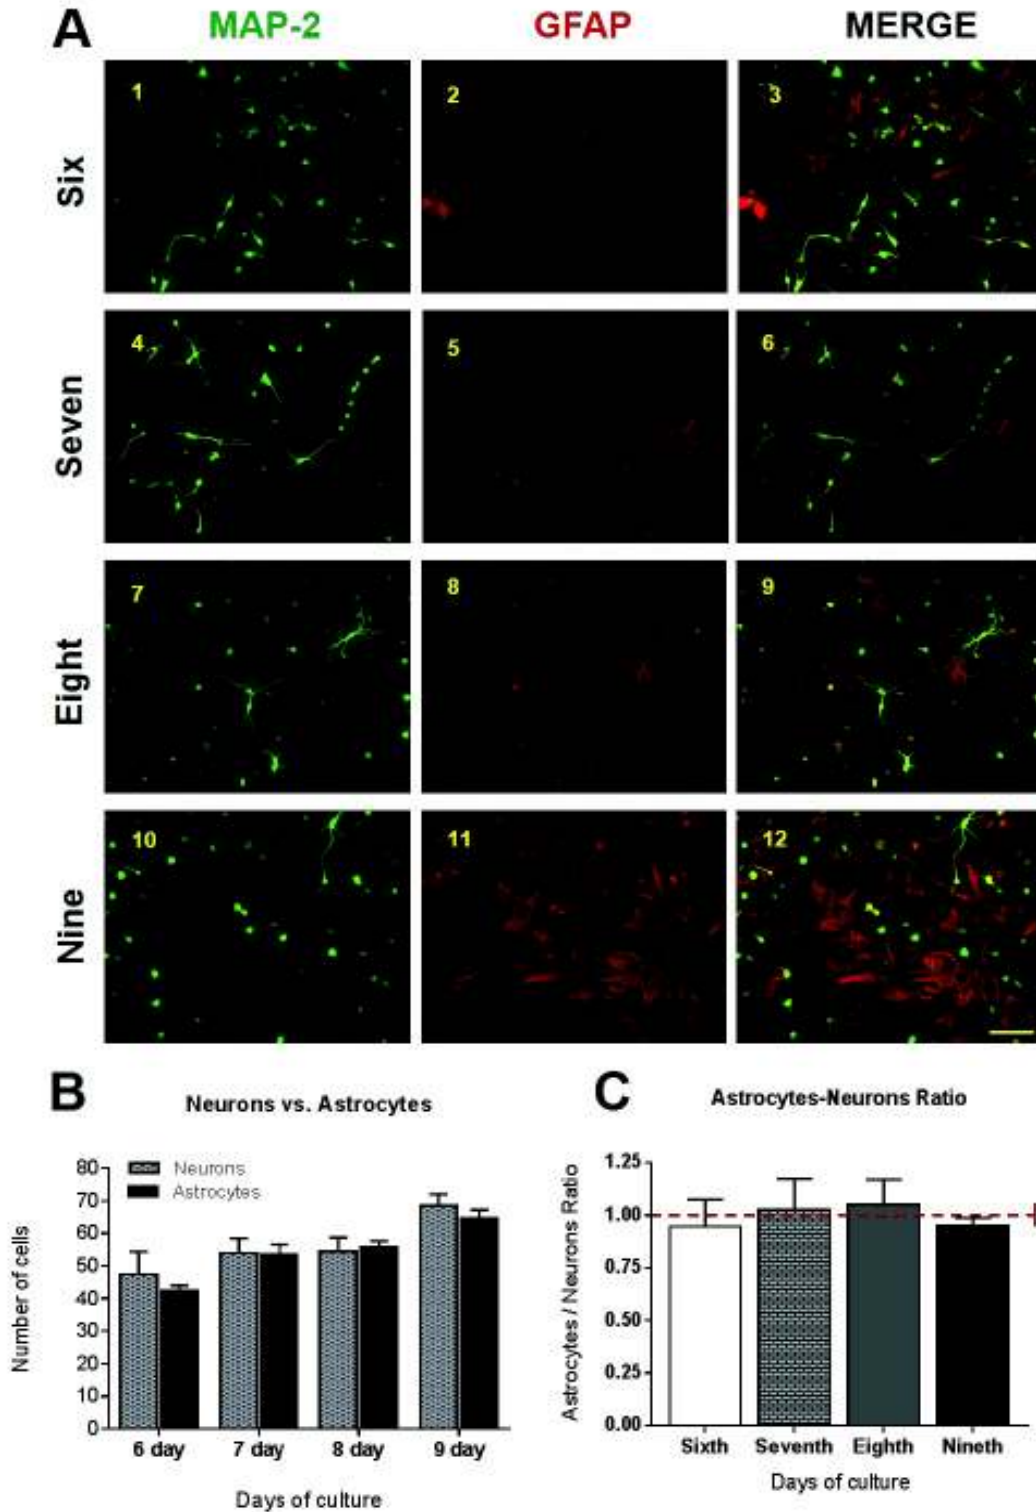 A MAP-2 GFAP MERGE
Six 1 2 3
Seven 4 5 6
Eight 7 8 9
Nine 10 11 12
B
Neurons vs. Astrocytes
Neurons
Astrocytes
Number of cells
80
70
60
50
40
30
20
10
0
6 day 7 day 8 day 9 day
Days of culture
C
Astrocytes-Neurons Ratio
Astrocytes / Neurons Ratio
1.25
1.00
0.75
0.50
0.25
0.00
Sixth Seventh Eighth Nineth
Days of culture